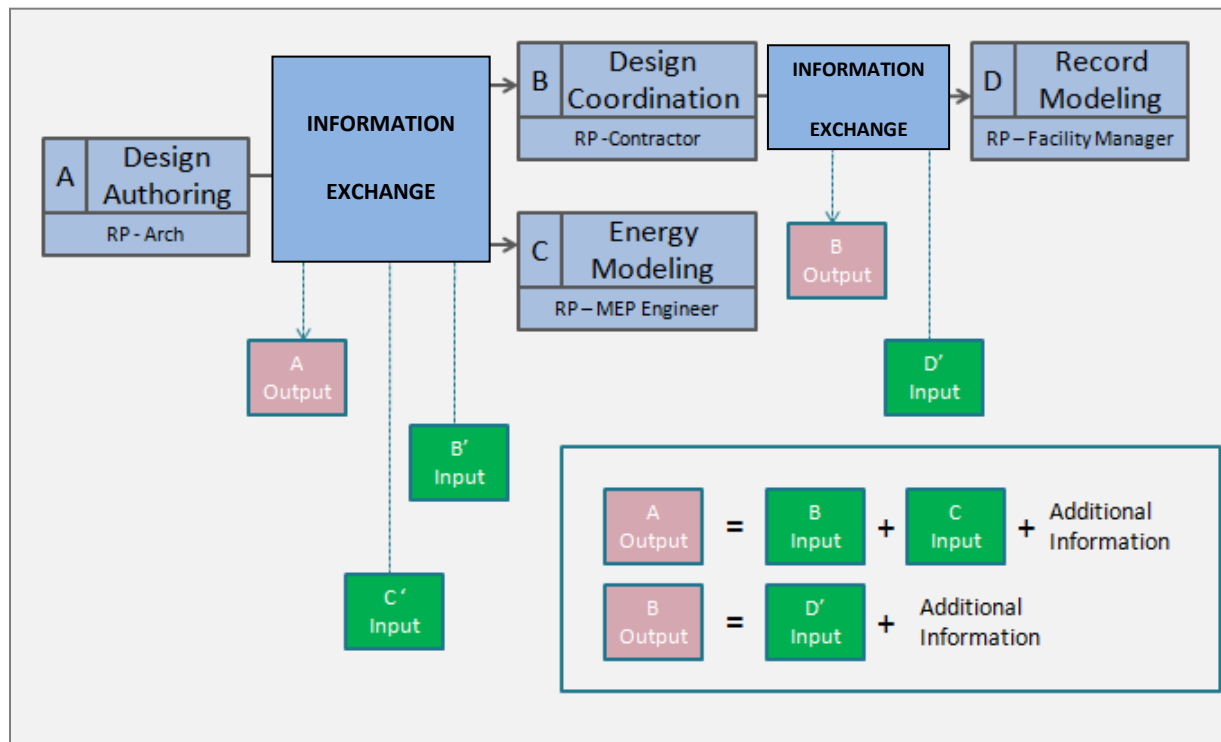 A
Design
Authoring
RP - Arch
INFORMATION
EXCHANGE
B
Design
Coordination
RP -Contractor
C
Energy
Modeling
RP – MEP Engineer
INFORMATION
EXCHANGE
D
Record
Modeling
RP – Facility Manager
A
Output
B′
Input
C ′
Input
B
Output
D′
Input
A
Output
=
B
Input
+
C
Input
+
Additional
Information
B
Output
=
D′
Input
+
Additional
Information